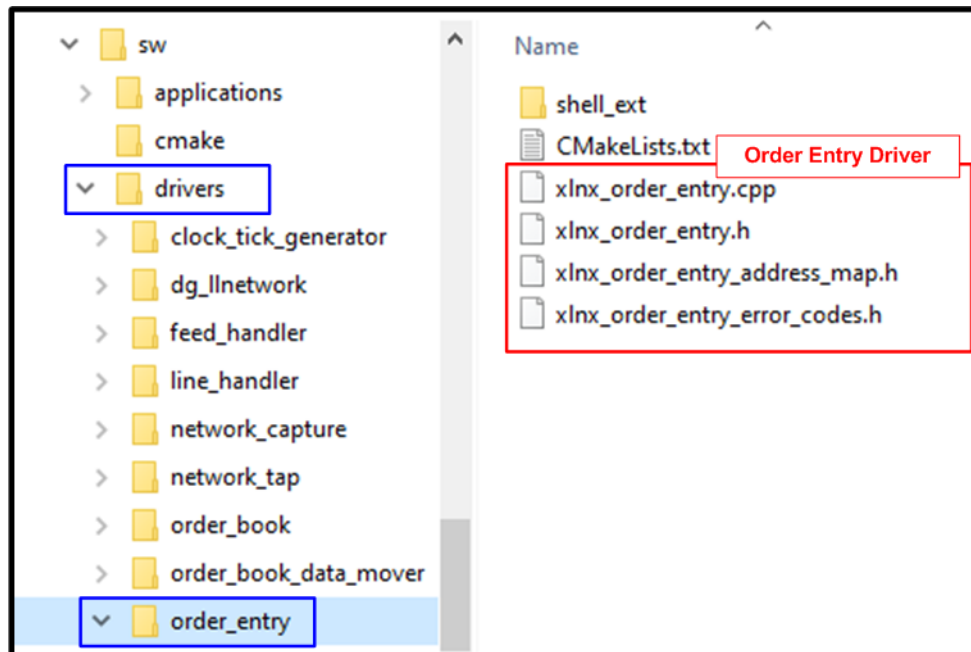 sw
applications
cmake
drivers
clock_tick_generator
dg_llnetwork
feed_handler
line_handler
network_capture
network_tap
order_book
order_book_data_mover
order_entry
Name
shell_ext
CMakeLists.txt
Order Entry Driver
xlnx_order_entry.cpp
xlnx_order_entry.h
xlnx_order_entry_address_map.h
xlnx_order_entry_error_codes.h